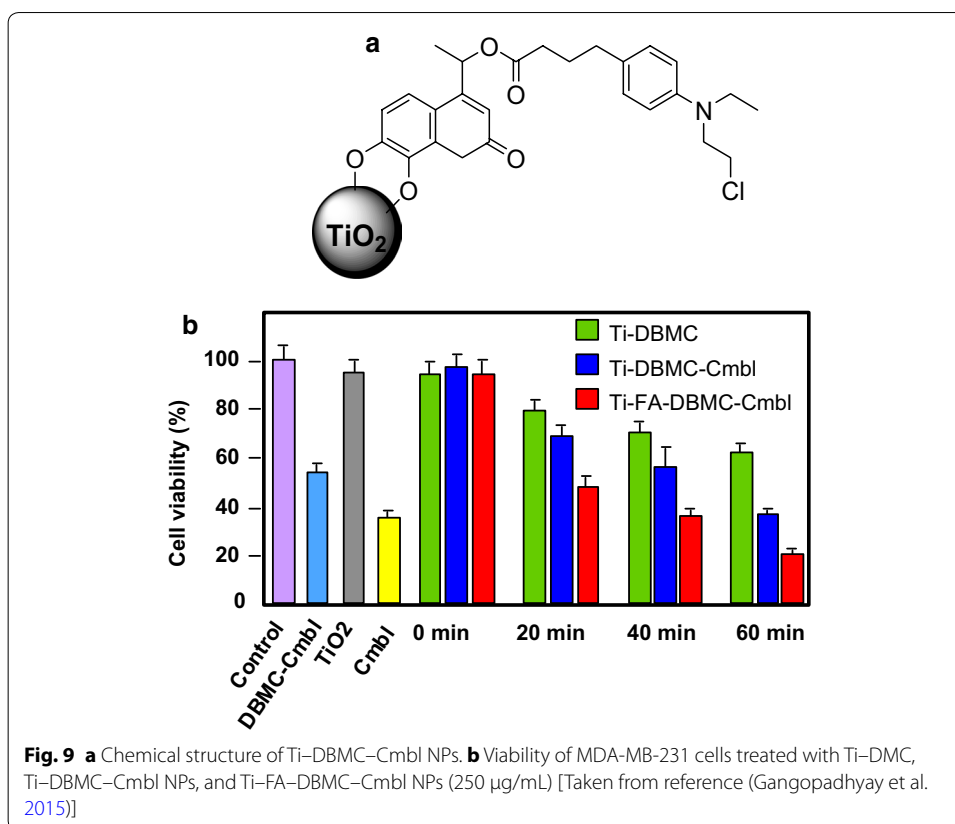 a
O
O
N
O
O
O
Cl
TiO2
b
Ti-DBMC
Ti-DBMC-Cmbl
Ti-FA-DBMC-Cmbl
Cell viability (%)
100
80
60
40
20
0
Control
DBMC-Cmbl
TiO2
Cmbl
0 min
20 min
40 min
60 min
Fig. 9 a Chemical structure of Ti–DBMC–Cmbl NPs. b Viability of MDA-MB-231 cells treated with Ti–DMC,
Ti–DBMC–Cmbl NPs, and Ti–FA–DBMC–Cmbl NPs (250 µg/mL) [Taken from reference (Gangopadhyay et al.
2015)]